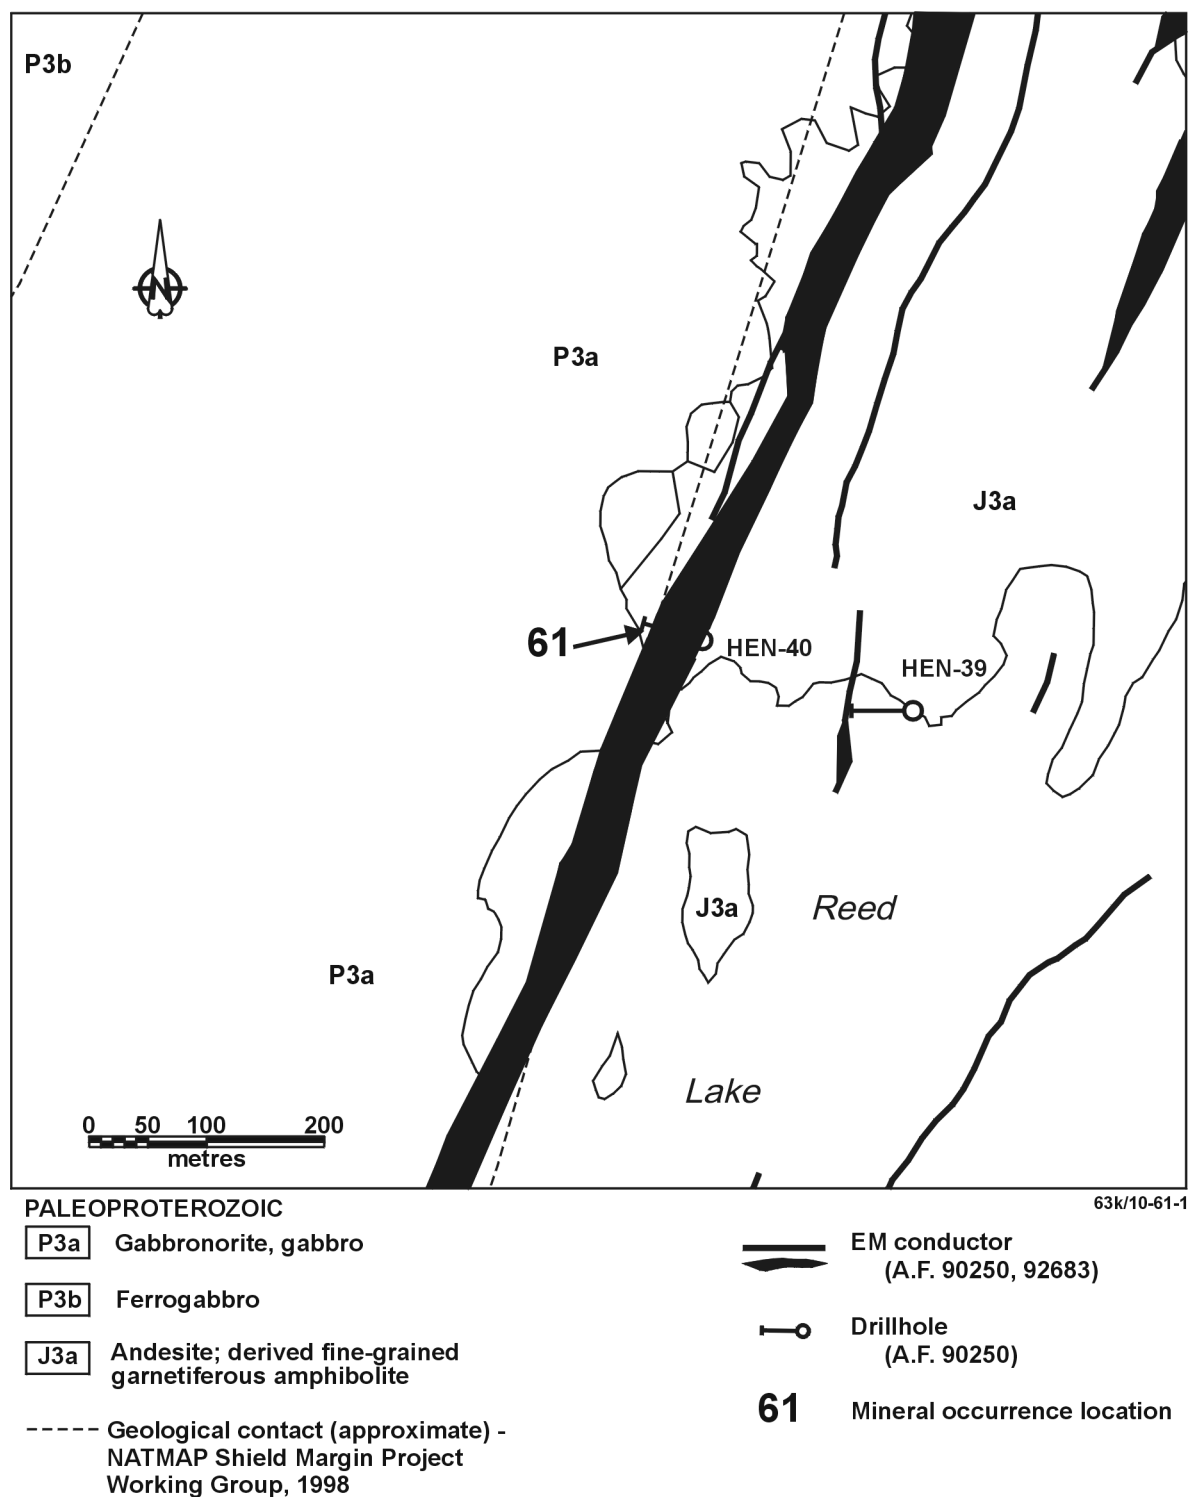 P3b
N
P3a
J3a
61
HEN-40
HEN-39
J3a
Reed
P3a
Lake
0 50 100 200
metres
63k/10-61-1
PALEOPROTEROZOIC
P3a Gabbronorite, gabbro
P3b Ferrogabbro
J3a Andesite; derived fine-grained
garnetiferous amphibolite
Geological contact (approximate) -
NATMAP Shield Margin Project
Working Group, 1998
EM conductor
(A.F. 90250, 92683)
Drillhole
(A.F. 90250)
61 Mineral occurrence location